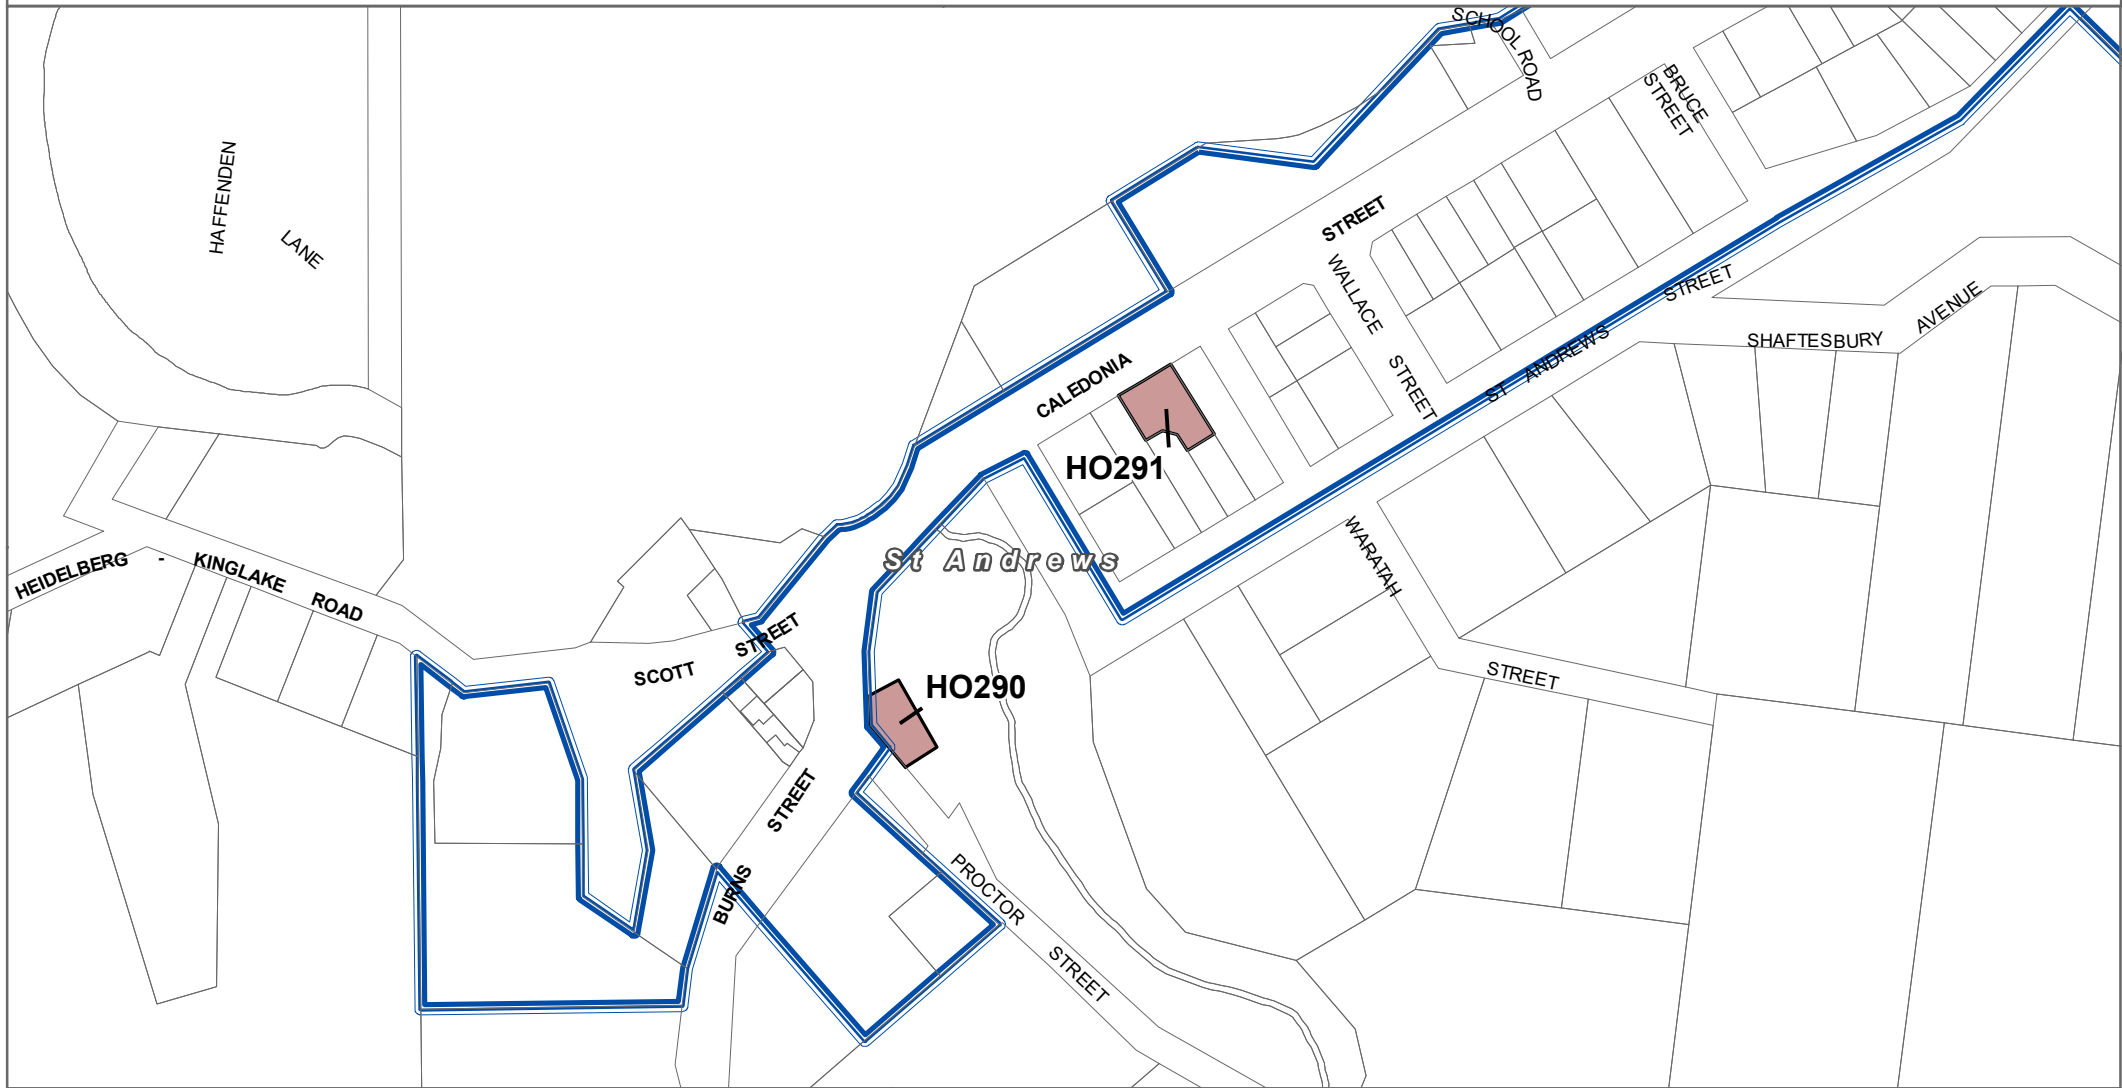 SCHOOL ROAD
BRUCE
STREET
HAFFENDEN
LANE
STREET
WALLACE
STREET
STREET
ST ANDREWS
SHAFTESBURY
AVENUE
CALEDONIA
HO291
St Andrews
WARATAH
STREET
HEIDELBERG - KINGLAKE ROAD
SCOTT STREET
HO290
STREET
BURNS
PROCTOR
STREET